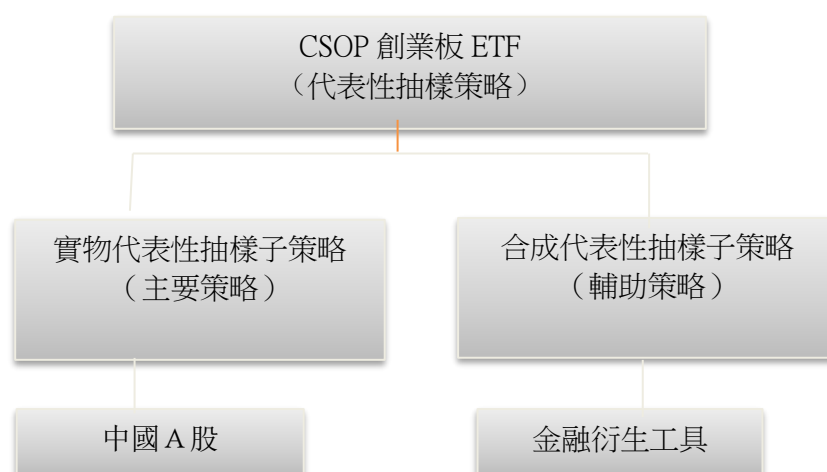 CSOP 創業板 ETF
（代表性抽樣策略）
實物代表性抽樣子策略
（主要策略）
合成代表性抽樣子策略
（輔助策略）
中國 A 股
金融衍生工具